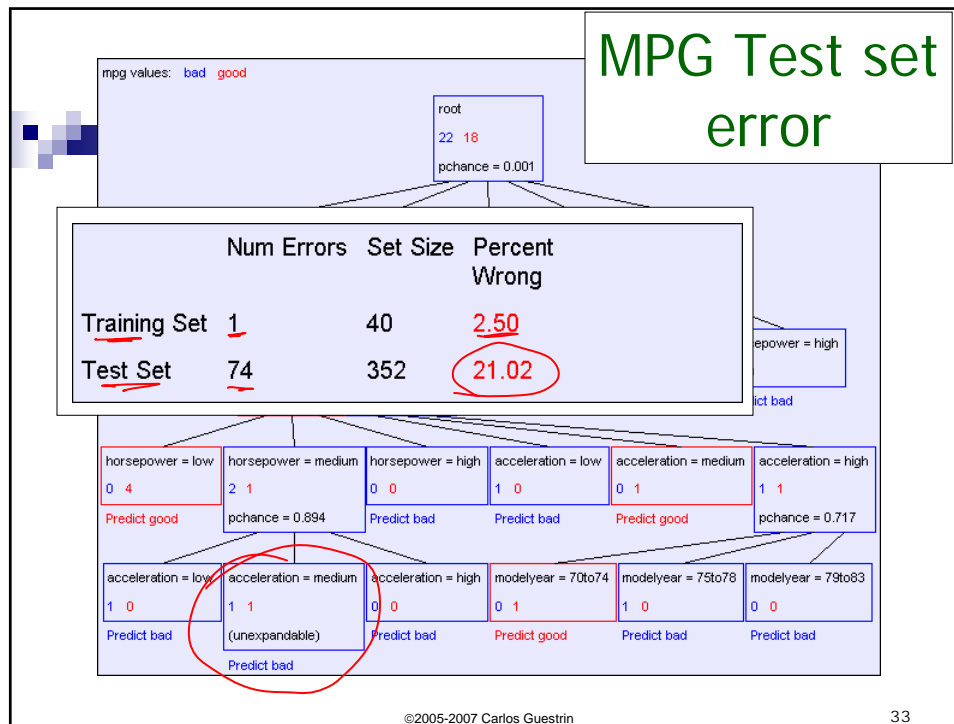 MPG Test set
error
mpg values: bad good
root
22 18
pchance = 0.001
Num Errors Set Size Percent
Wrong
Training Set 1 40 2.50
Test Set 74 352 21.02
epower = high
ict bad
horsepower = low horsepower = medium horsepower = high acceleration = low acceleration = medium acceleration = high
0 4 2 1 0 0 1 0 0 1 1 1
Predict good pchance = 0.894 Predict bad Predict bad Predict good pchance = 0.717
acceleration = low acceleration = medium acceleration = high modelyear = 70to74 modelyear = 75to78 modelyear = 79to83
1 0 1 1 0 0 0 1 1 0 0 0
Predict bad (unexpandable) Predict bad Predict good Predict bad Predict bad
Predict bad
©2005-2007 Carlos Guestrin 33